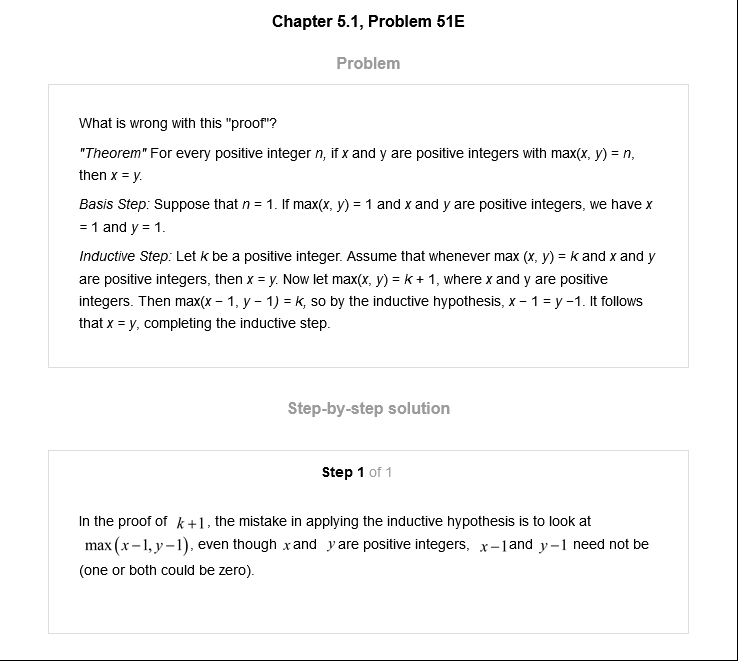 Chapter 5.1, Problem 51E
Problem
What is wrong with this "proof"?
"Theorem" For every positive integer n, if x and y are positive integers with max(x, y) = n,
then x = y.
Basis Step: Suppose that n = 1. If max(x, y) = 1 and x and y are positive integers, we have x
= 1 and y = 1.
Inductive Step: Let k be a positive integer. Assume that whenever max (x, y) = k and x and y
are positive integers, then x = y. Now let max(x, y) = k + 1, where x and y are positive
integers. Then max(x − 1, y − 1) = k, so by the inductive hypothesis, x − 1 = y −1. It follows
that x = y, completing the inductive step.
Step-by-step solution
Step 1 of 1
In the proof of k+1, the mistake in applying the inductive hypothesis is to look at
max(x−1, y−1), even though x and y are positive integers, x−1 and y−1 need not be
(one or both could be zero).